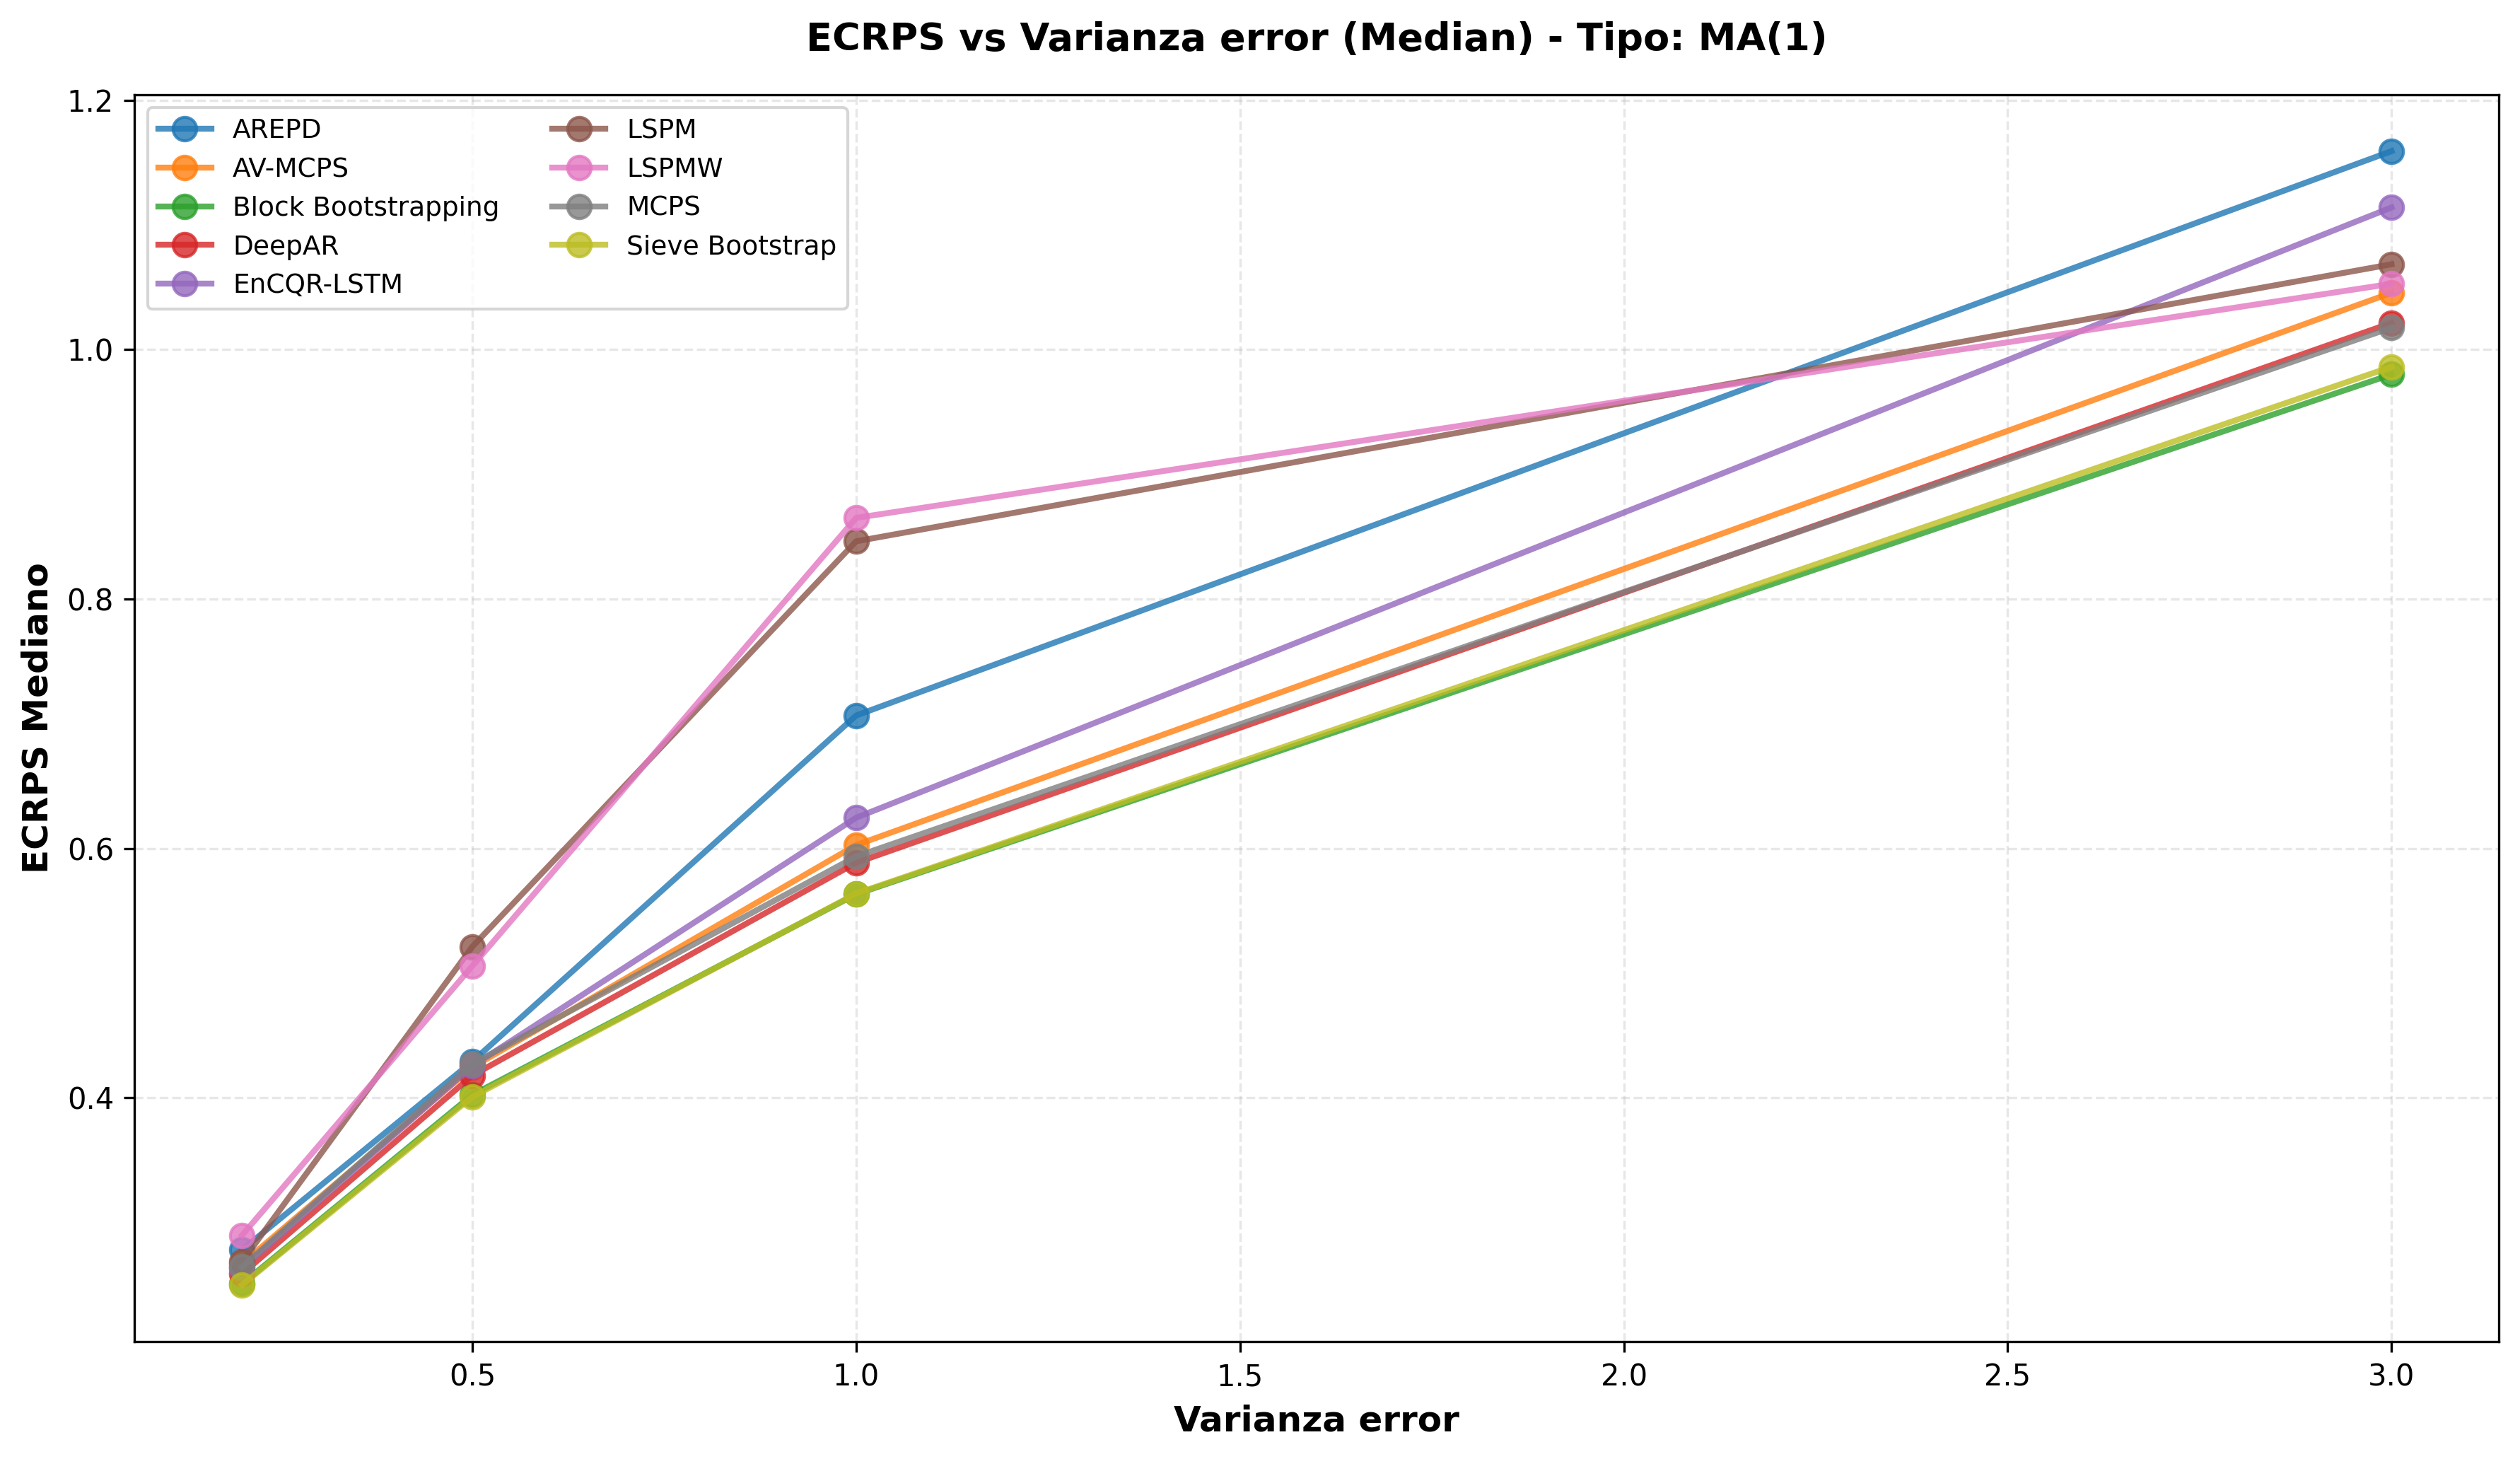 ECRPS vs Varianza error (Median) - Tipo: MA(1)
AREPD
AV-MCPS
Block Bootstrapping
DeepAR
EnCQR-LSTM
LSPM
LSPMW
MCPS
Sieve Bootstrap
ECRPS Mediano
1.2
1.0
0.8
0.6
0.4
0.5
1.0
1.5
2.0
2.5
3.0
Varianza error